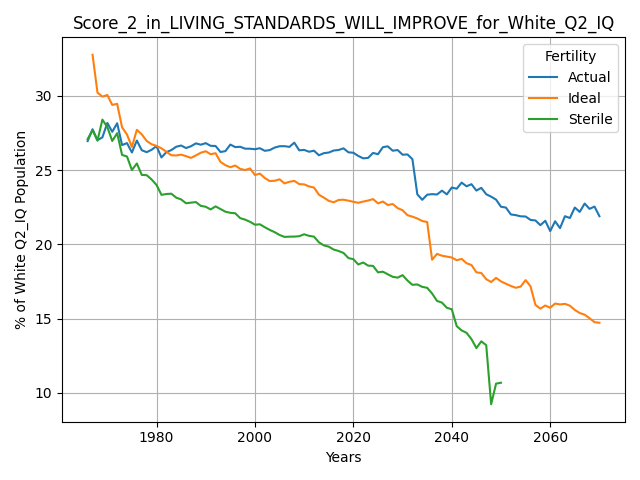 Score_2_in_LIVING_STANDARDS_WILL_IMPROVE_for_White_Q2_IQ
Fertility
Actual
Ideal
Sterile
% of White Q2_IQ Population
30
25
20
15
10
1980
2000
2020
2040
2060
Years